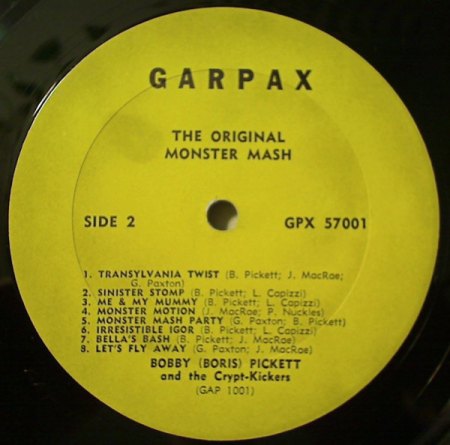 GARPAX
THE ORIGINAL
MONSTER MASH
SIDE 2
GPX 57001
1. TRANSYLVANIA TWIST (B. Pickett; J. MacRae;
G. Paxton)
2. SINISTER STOMP (B. Pickett; L. Capizzi)
3. ME & MY MUMMY (B. Pickett; L. Capizzi)
4. MONSTER MOTION (J. MacRae; P. Nuckles)
5. MONSTER MASH PARTY (G. Paxton; B. Pickett)
6. IRRESISTIBLE IGOR (B. Pickett; L. Capizzi)
7. BELLA'S BASH (B. Pickett; J. MacRae)
8. LET'S FLY AWAY (G. Paxton; J. MacRae)
BOBBY (BORIS) PICKETT
and the Crypt-Kickers
(GAP 1001)